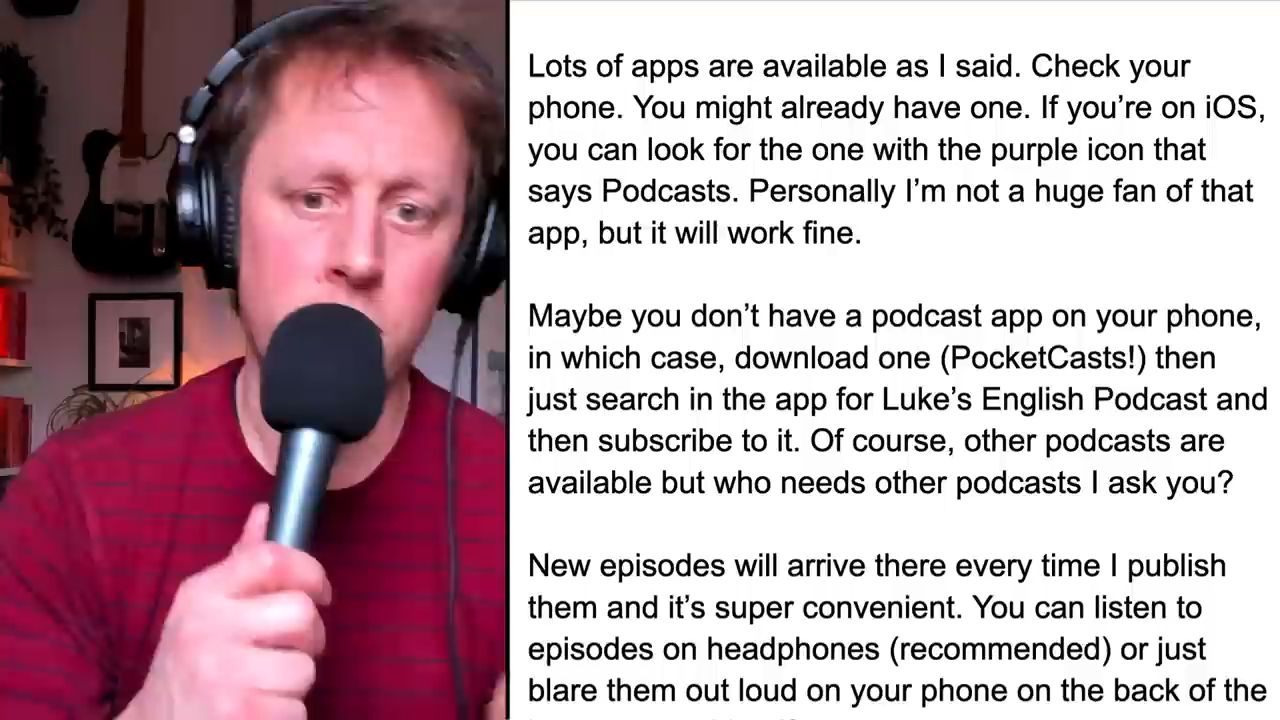 Lots of apps are available as I said. Check your
phone. You might already have one. If you’re on iOS,
you can look for the one with the purple icon that
says Podcasts. Personally I’m not a huge fan of that
app, but it will work fine.
Maybe you don’t have a podcast app on your phone,
in which case, download one (PocketCasts!) then
just search in the app for Luke’s English Podcast and
then subscribe to it. Of course, other podcasts are
available but who needs other podcasts I ask you?
New episodes will arrive there every time I publish
them and it’s super convenient. You can listen to
episodes on headphones (recommended) or just
blare them out loud on your phone on the back of the